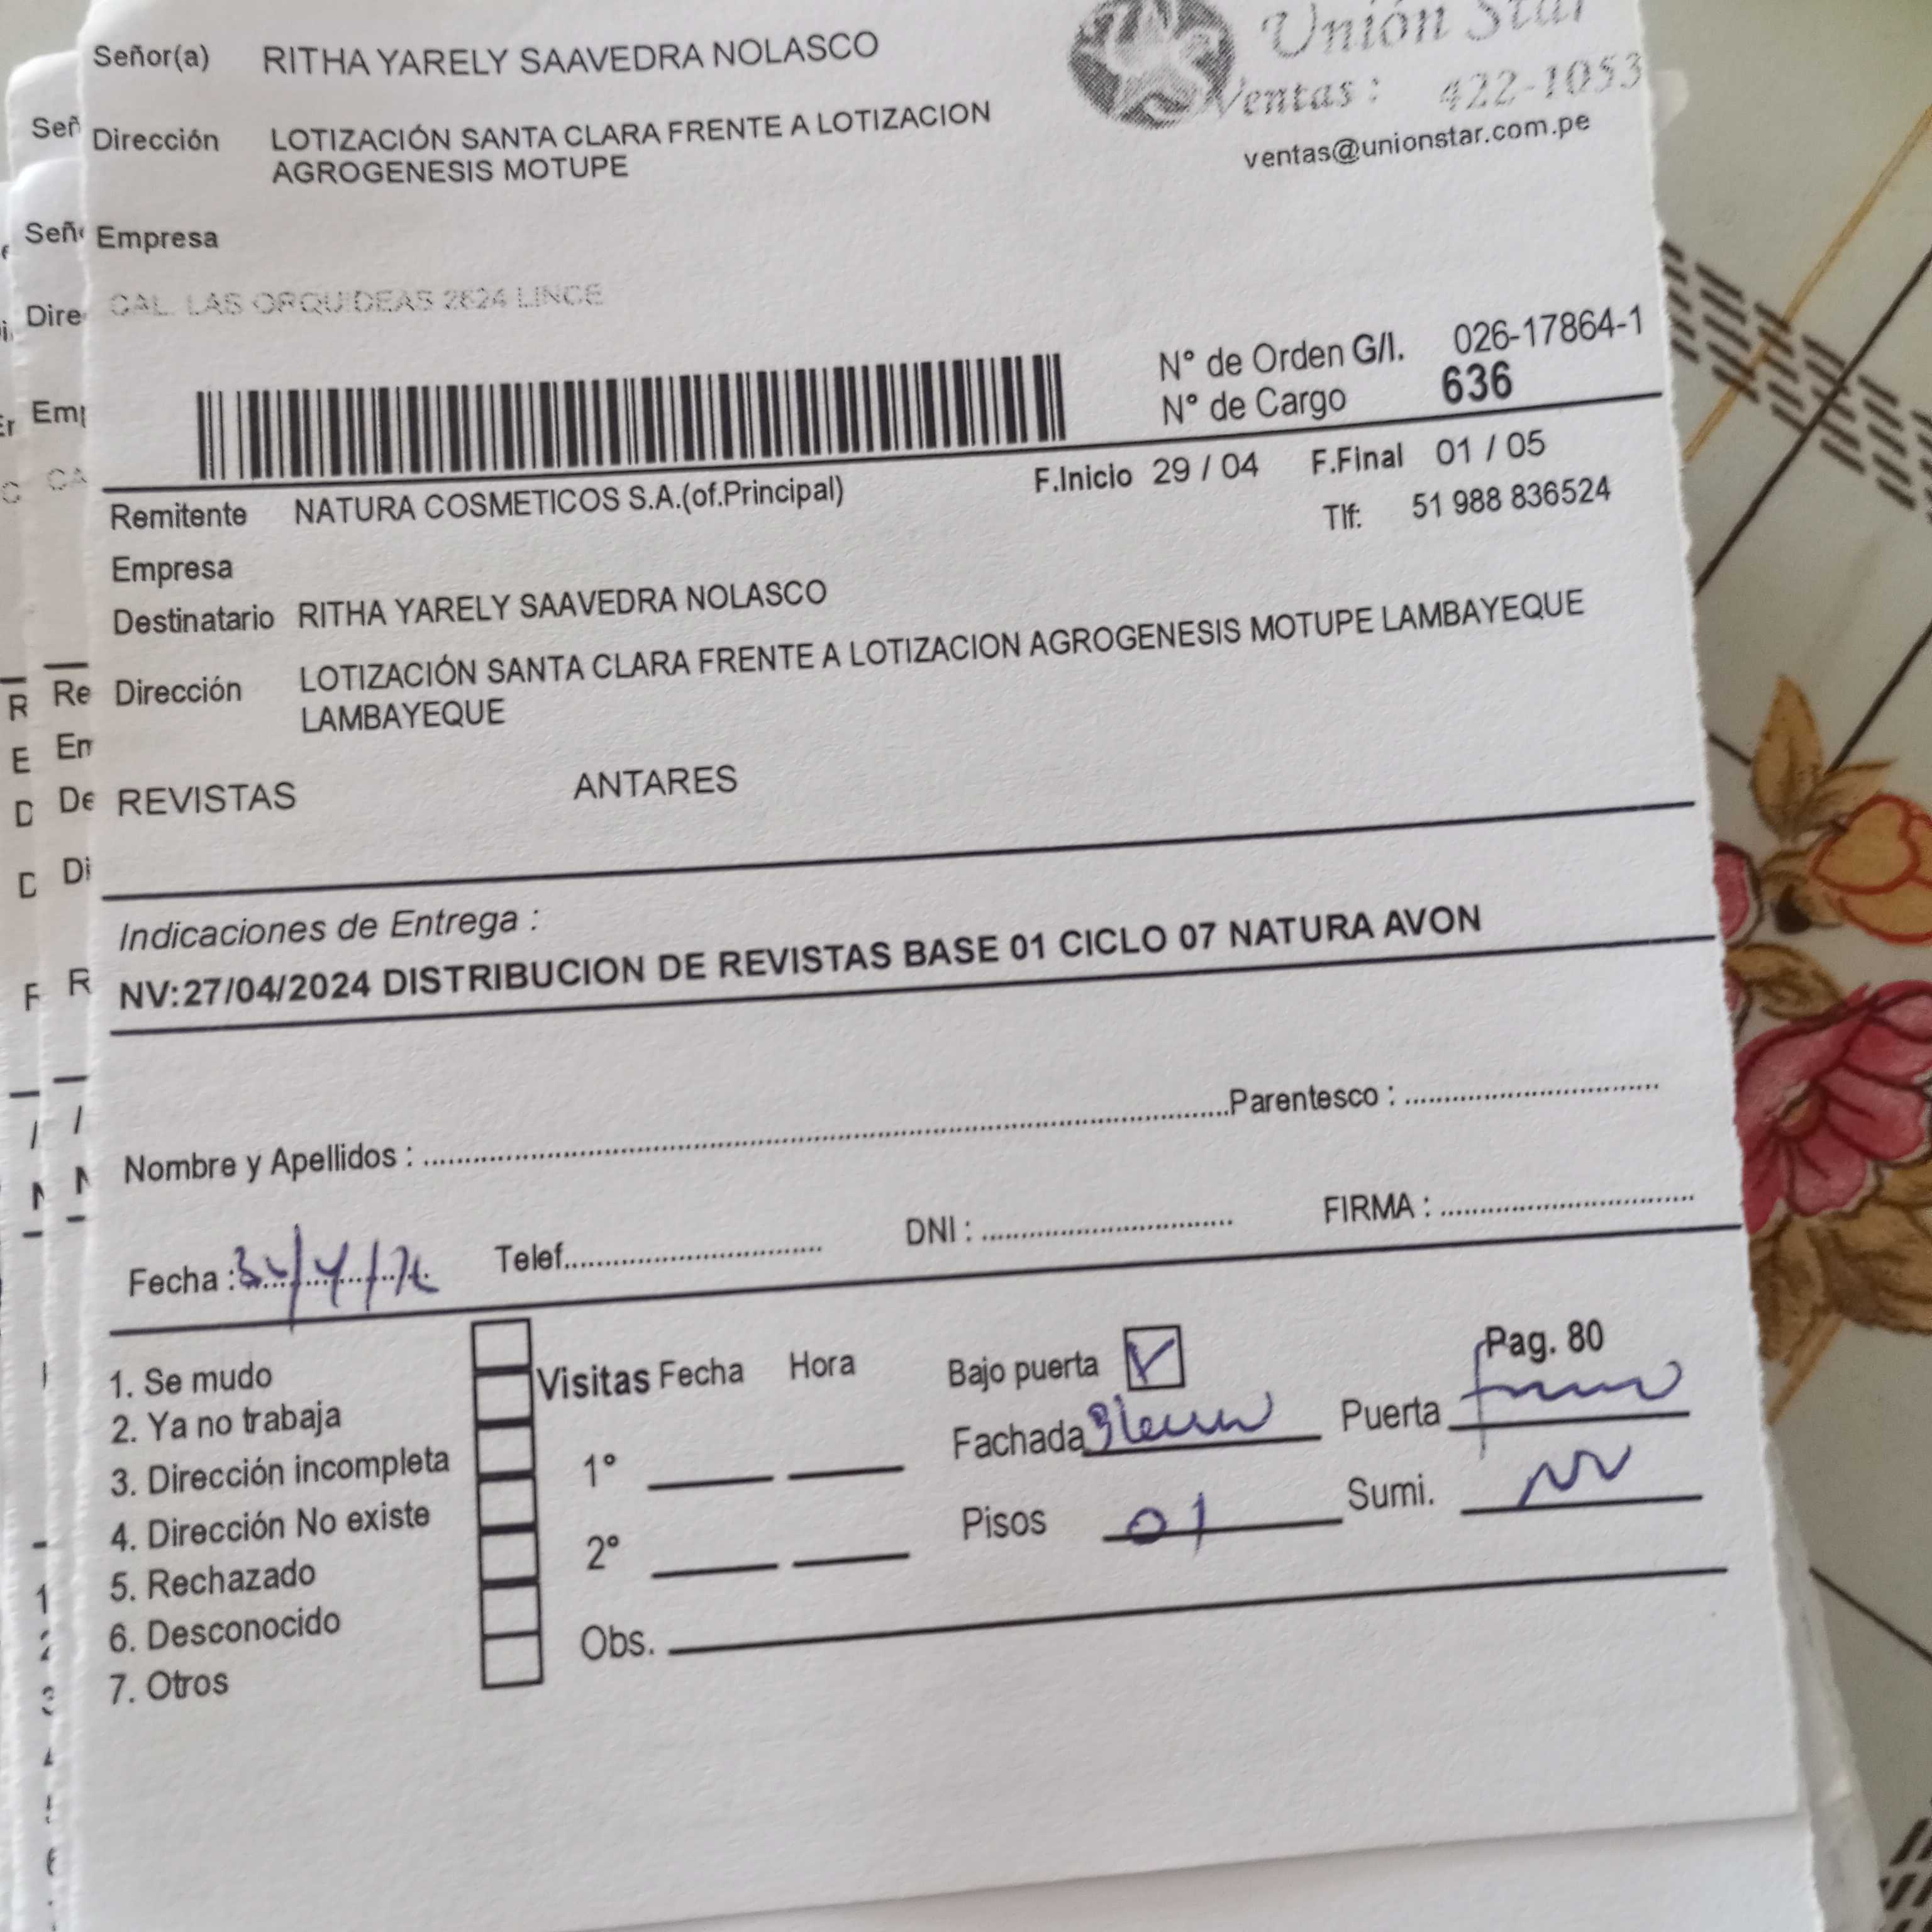 Señor(a) RITHA YARELY SAAVEDRA NOLASCO
Unión Star
Ventas : 422-1053
ventas@unionstar.com.pe
Dirección LOTIZACIÓN SANTA CLARA FRENTE A LOTIZACION
AGROGENESIS MOTUPE
Empresa
CAL. LAS ORQUIDEAS 2624 LINCE
N° de Orden G/I. 026-17864-1
N° de Cargo 636
Remitente NATURA COSMETICOS S.A.(of.Principal) F.Inicio 29 / 04 F.Final 01 / 05
Empresa Tlf: 51 988 836524
Destinatario RITHA YARELY SAAVEDRA NOLASCO
Dirección LOTIZACIÓN SANTA CLARA FRENTE A LOTIZACION AGROGENESIS MOTUPE LAMBAYEQUE
LAMBAYEQUE
REVISTAS ANTARES
Indicaciones de Entrega :
NV:27/04/2024 DISTRIBUCION DE REVISTAS BASE 01 CICLO 07 NATURA AVON
Nombre y Apellidos : Parentesco :
Fecha : Telef. DNI : FIRMA :
1. Se mudo
2. Ya no trabaja
3. Dirección incompleta
4. Dirección No existe
5. Rechazado
6. Desconocido
7. Otros
Visitas Fecha Hora
1°
2°
Obs.
Bajo puerta
Pag. 80
Fachada Puerta
Pisos 01 Sumi.